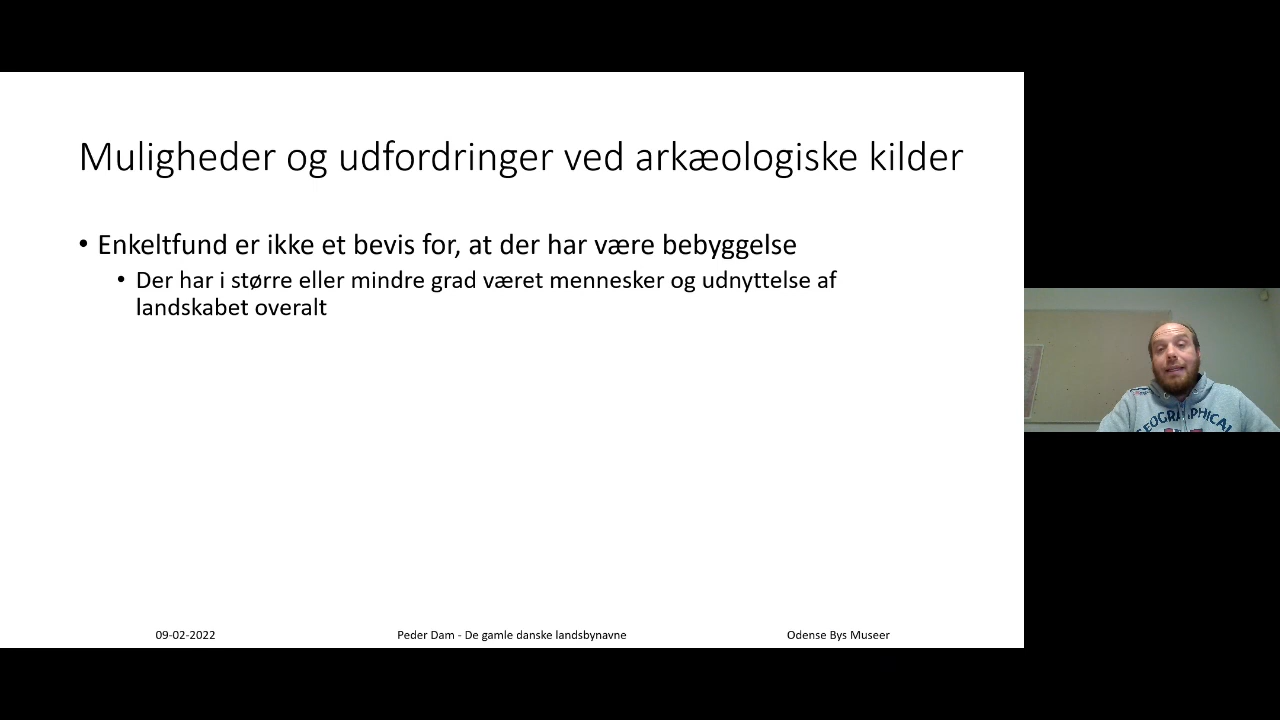 Muligheder og udfordringer ved arkæologiske kilder
• Enkeltfund er ikke et bevis for, at der har være bebyggelse
• Der har i større eller mindre grad været mennesker og udnyttelse af
landskabet overalt
09-02-2022
Peder Dam - De gamle danske landsbynavne
Odense Bys Museer
GEOGRAPHICAL